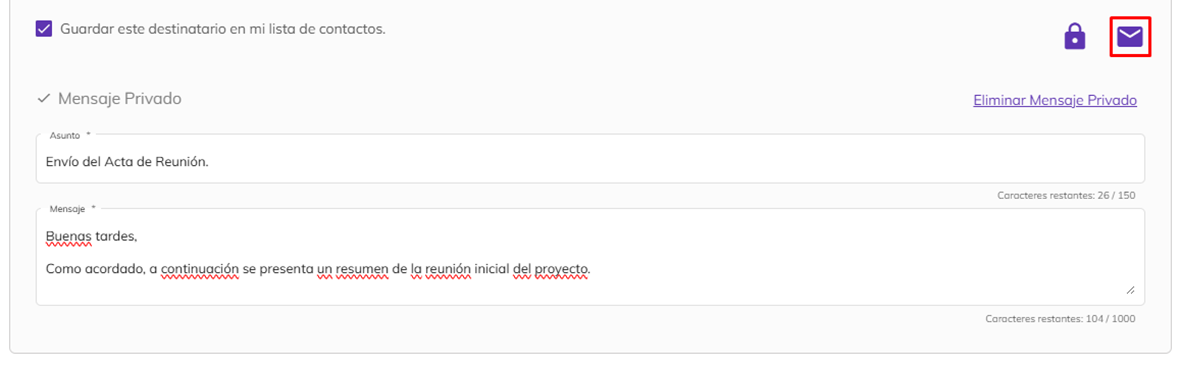 Guardar este destinatario en mi lista de contactos.
Mensaje Privado
Eliminar Mensaje Privado
Asunto *
Envío del Acta de Reunión.
Caracteres restantes: 26 / 150
Mensaje *
Buenas tardes,
Como acordado, a continuación se presenta un resumen de la reunión inicial del proyecto.
Caracteres restantes: 104 / 1000